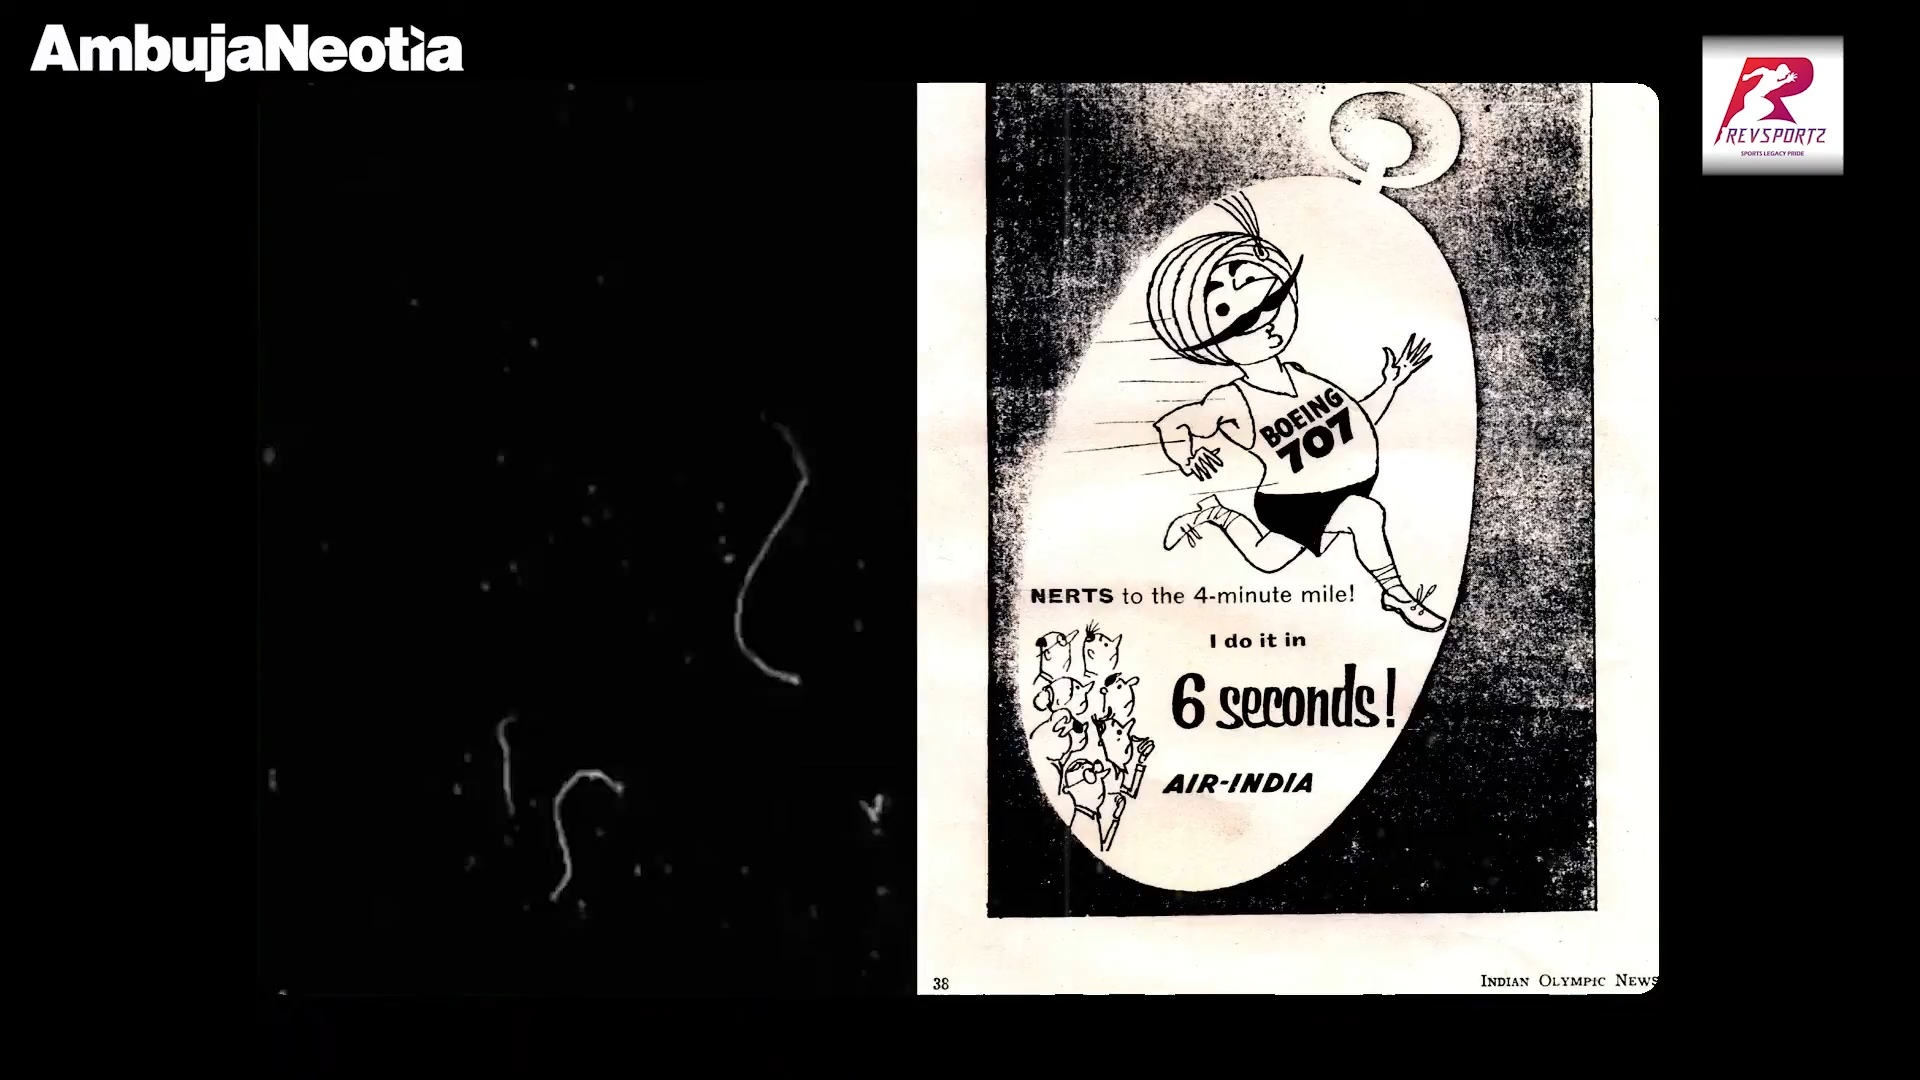 AmbujaNeotia
REVSPORTZ
SPORTS LEGACY PRIDE
BOEING
707
NERTS to the 4-minute mile!
I do it in
6 seconds!
AIR-INDIA
38
INDIAN OLYMPIC NEWS